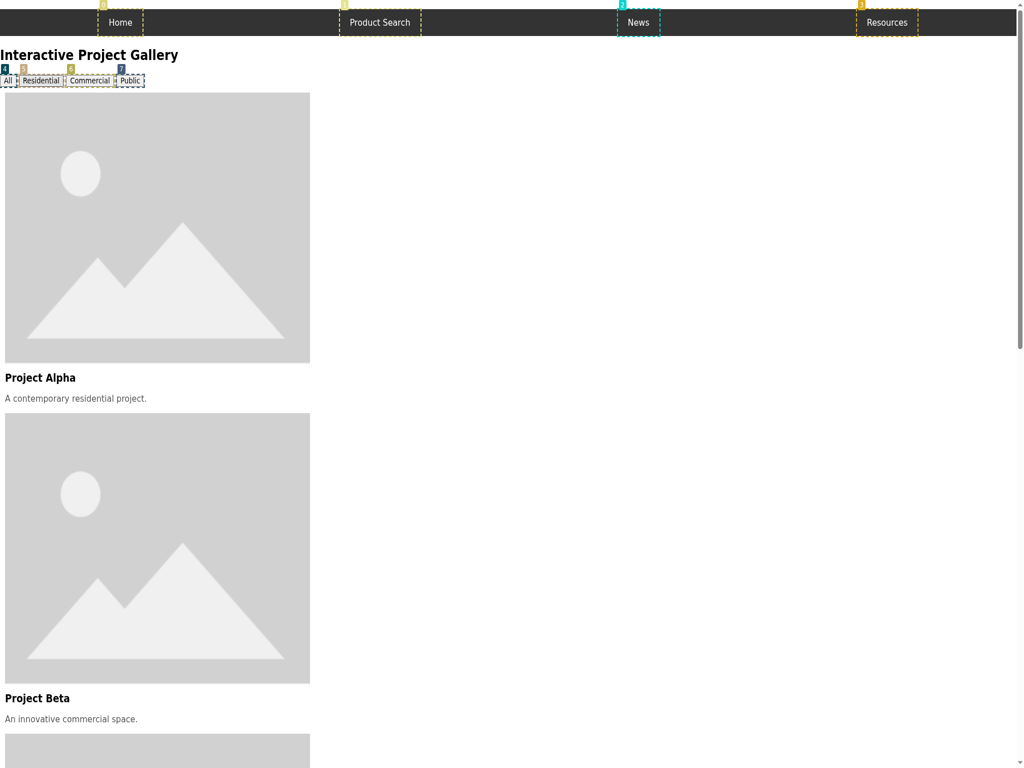 0 1 2 3
Home Product Search News Resources
Interactive Project Gallery
4 5 6 7
All Residential Commercial Public
Project Alpha
A contemporary residential project.
Project Beta
An innovative commercial space.